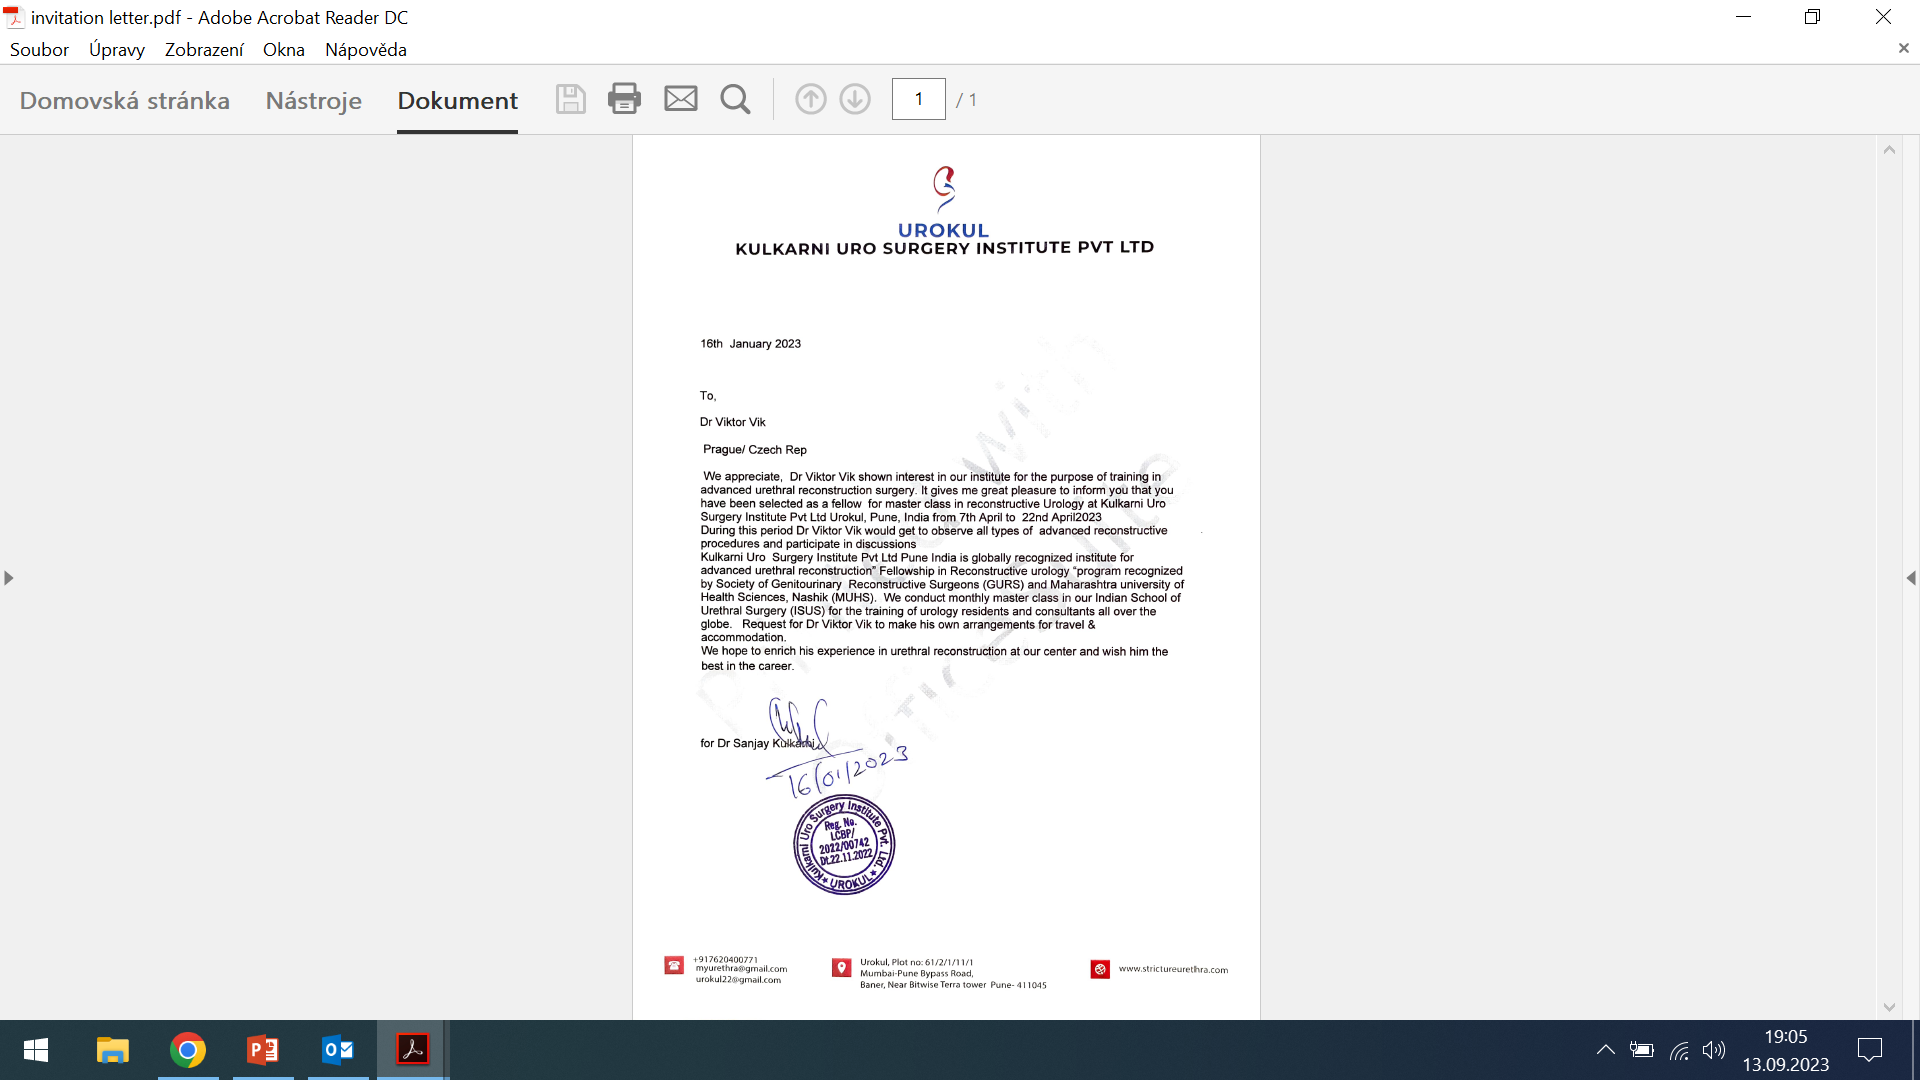 invitation letter.pdf - Adobe Acrobat Reader DC
Soubor Úpravy Zobrazení Okna Nápověda
Domovská stránka Nástroje Dokument 1 / 1
UROKUL
KULKARNI URO SURGERY INSTITUTE PVT LTD
16th January 2023
To,
Dr Viktor Vik
Prague/ Czech Rep
We appreciate, Dr Viktor Vik shown interest in our institute for the purpose of training in
advanced urethral reconstruction surgery. It gives me great pleasure to inform you that you
have been selected as a fellow for master class in reconstructive Urology at Kulkarni Uro
Surgery Institute Pvt Ltd Urokul, Pune, India from 7th April to 22nd April2023
During this period Dr Viktor Vik would get to observe all types of advanced reconstructive
procedures and participate in discussions
Kulkarni Uro Surgery Institute Pvt Ltd Pune India is globally recognized institute for
advanced urethral reconstruction" Fellowship in Reconstructive urology "program recognized
by Society of Genitourinary Reconstructive Surgeons (GURS) and Maharashtra university of
Health Sciences, Nashik (MUHS). We conduct monthly master class in our Indian School of
Urethral Surgery (ISUS) for the training of urology residents and consultants all over the
globe. Request for Dr Viktor Vik to make his own arrangements for travel &
accommodation.
We hope to enrich his experience in urethral reconstruction at our center and wish him the
best in the career.
for Dr Sanjay Kulkarni
16/01/2023
Kulkarni Uro Surgery Institute Pvt. Ltd.
Reg. No.
LCBP/
2022/00742
Dt.22.11.2022
★ UROKUL ★
+917620400771
myurethra@gmail.com
urokul22@gmail.com
Urokul, Plot no: 61/2/1/11/1
Mumbai-Pune Bypass Road,
Baner, Near Bitwise Terra tower Pune- 411045
www.strictureurethra.com
19:05
13.09.2023